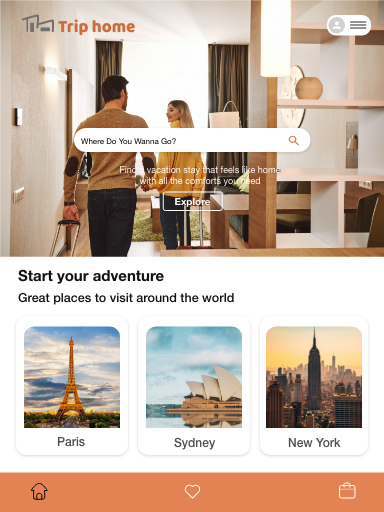 Trip home
Where Do You Wanna Go?
Find a vacation stay that feels like home
with all the comforts you need
Explore
Start your adventure
Great places to visit around the world
Paris
Sydney
New York